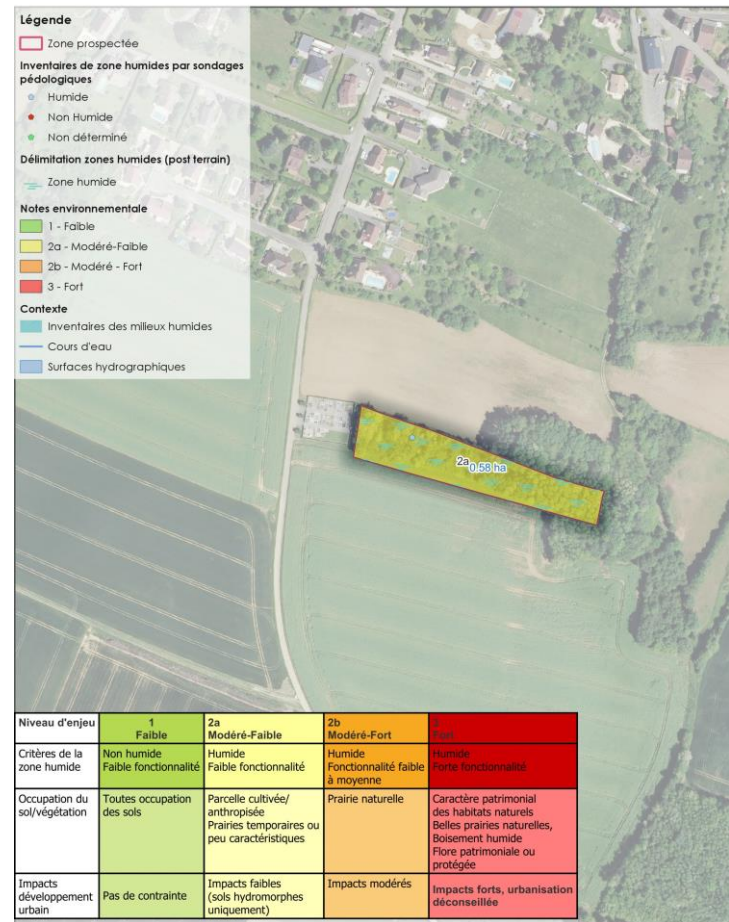 Légende
Zone prospectée
Inventaires de zone humides par sondages
pédologiques
Humide
Non Humide
Non déterminé
Délimitation zones humides (post terrain)
Zone humide
Notes environnementale
1 - Faible
2a - Modéré-Faible
2b - Modéré - Fort
3 - Fort
Contexte
Inventaires des milieux humides
Cours d'eau
Surfaces hydrographiques
2a
0,58 ha
Niveau d'enjeu
1
Faible
2a
Modéré-Faible
2b
Modéré-Fort
3
Fort
Critères de la
zone humide
Non humide
Faible fonctionnalité
Humide
Faible fonctionnalité
Humide
Fonctionnalité faible
à moyenne
Humide
Forte fonctionnalité
Occupation du
sol/végétation
Toutes occupation
des sols
Parcelle cultivée/
anthropisée
Prairies temporaires ou
peu caractéristiques
Prairie naturelle
Caractère patrimonial
des habitats naturels
Belles prairies naturelles,
Boisement humide
Flore patrimoniale ou
protégée
Impacts
développement
urbain
Pas de contrainte
Impacts faibles
(sols hydromorphes
uniquement)
Impacts modérés
Impacts forts, urbanisation
déconseillée